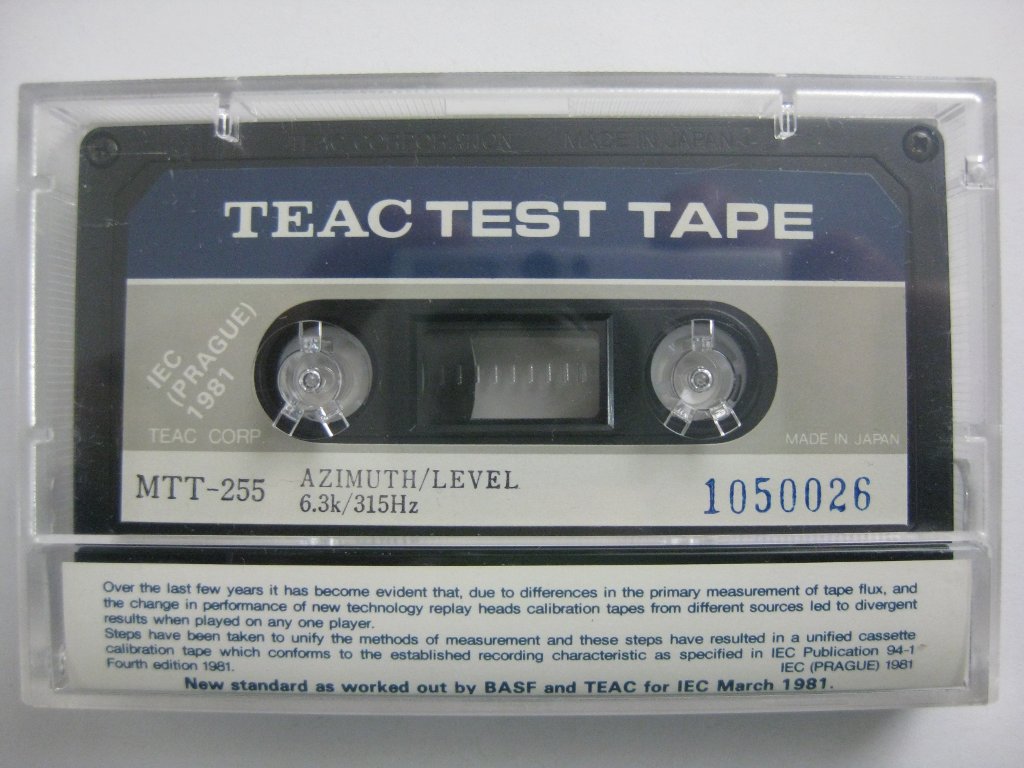 TEAC CORPORATION MADE IN JAPAN
TEAC TEST TAPE
IEC
(PRAGUE)
1981
TEAC CORP.
MADE IN JAPAN
MTT-255
AZIMUTH/LEVEL
6.3k/315Hz
1050026
Over the last few years it has become evident that, due to differences in the primary measurement of tape flux, and
the change in performance of new technology replay heads calibration tapes from different sources led to divergent
results when played on any one player.
Steps have been taken to unify the methods of measurement and these steps have resulted in a unified cassette
calibration tape which conforms to the established recording characteristic as specified in IEC Publication 94-1
Fourth edition 1981. IEC (PRAGUE) 1981
New standard as worked out by BASF and TEAC for IEC March 1981.